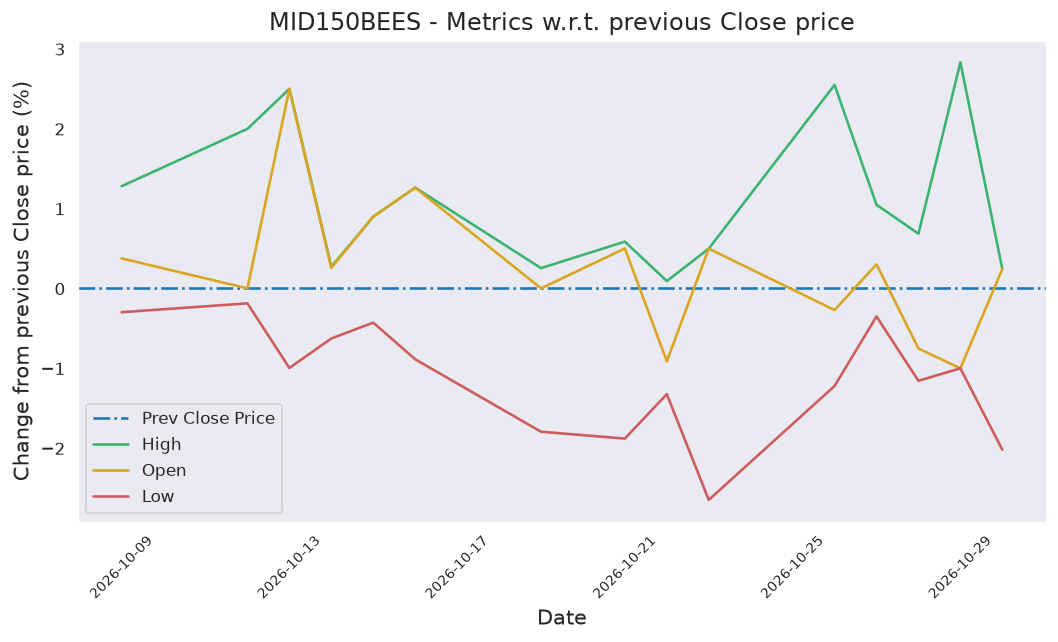 MID150BEES - Metrics w.r.t. previous Close price
Change from previous Close price (%)
3
2
1
0
−1
−2
Prev Close Price
High
Open
Low
2026-10-09
2026-10-13
2026-10-17
2026-10-21
2026-10-25
2026-10-29
Date